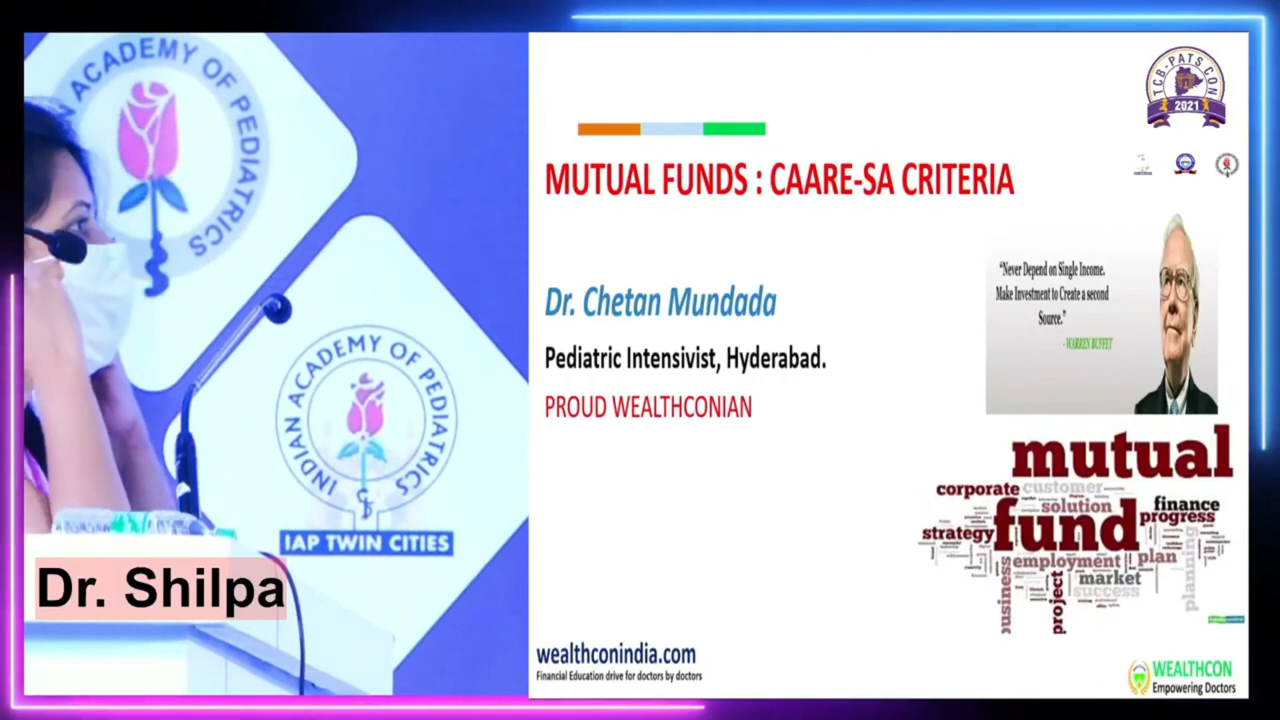 N ACADEMY OF PEDIATRICS
INDIAN ACADEMY OF PEDIATRICS
IAP TWIN CITIES
Dr. Shilpa
TCB-PATS CON
2021
MUTUAL FUNDS : CAARE-SA CRITERIA
Dr. Chetan Mundada
Pediatric Intensivist, Hyderabad.
PROUD WEALTHCONIAN
“Never Depend on Single Income.
Make Investment to Create a second
Source.”
- WARREN BUFFET
mutual
corporate customer
solution
finance
strategy fund progress
employment plan
planning
business
market
success
project
wealthconindia.com
Financial Education drive for doctors by doctors
WEALTHCON
Empowering Doctors